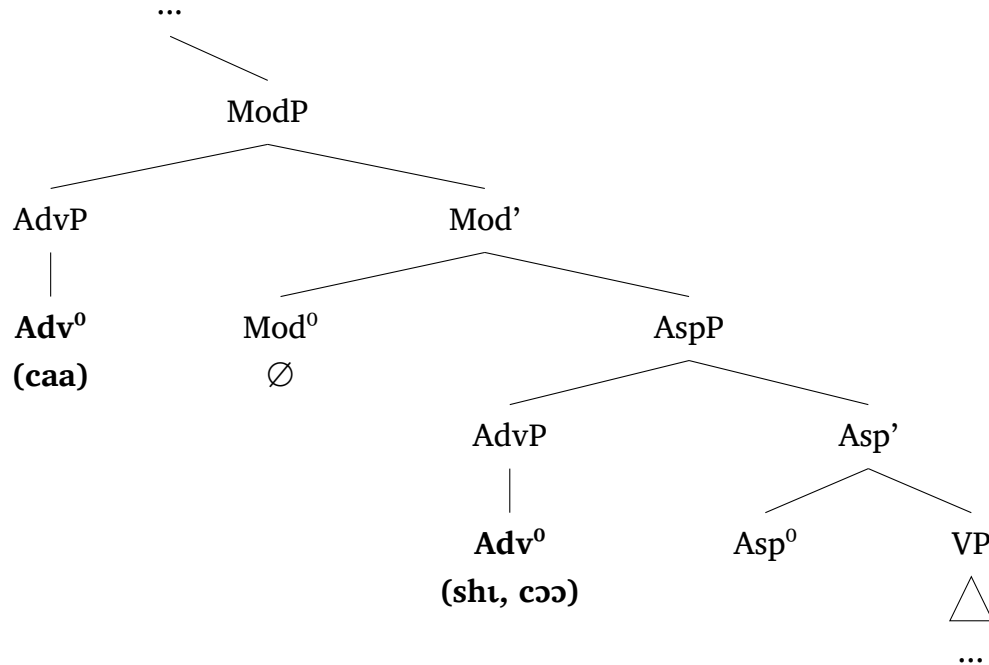 ...
ModP
AdvP Mod’
Adv⁰ Mod⁰ AspP
(caa) ∅
AdvP Asp’
Adv⁰ Asp⁰ VP
(shɩ, cɔɔ)
...